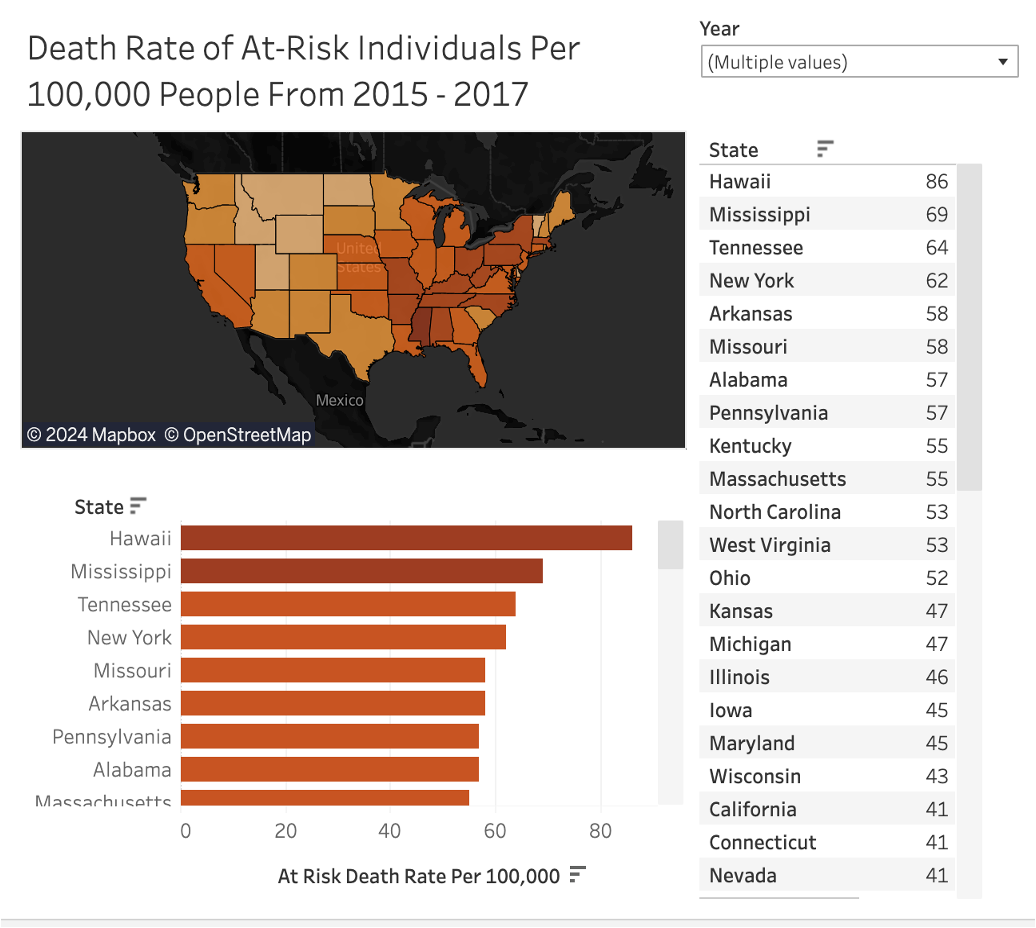 Death Rate of At-Risk Individuals Per
100,000 People From 2015 - 2017
United
States
Mexico
© 2024 Mapbox © OpenStreetMap
State
Hawaii
Mississippi
Tennessee
New York
Missouri
Arkansas
Pennsylvania
Alabama
Massachusetts
0 20 40 60 80
At Risk Death Rate Per 100,000
Year
(Multiple values)
State
Hawaii 86
Mississippi 69
Tennessee 64
New York 62
Arkansas 58
Missouri 58
Alabama 57
Pennsylvania 57
Kentucky 55
Massachusetts 55
North Carolina 53
West Virginia 53
Ohio 52
Kansas 47
Michigan 47
Illinois 46
Iowa 45
Maryland 45
Wisconsin 43
California 41
Connecticut 41
Nevada 41